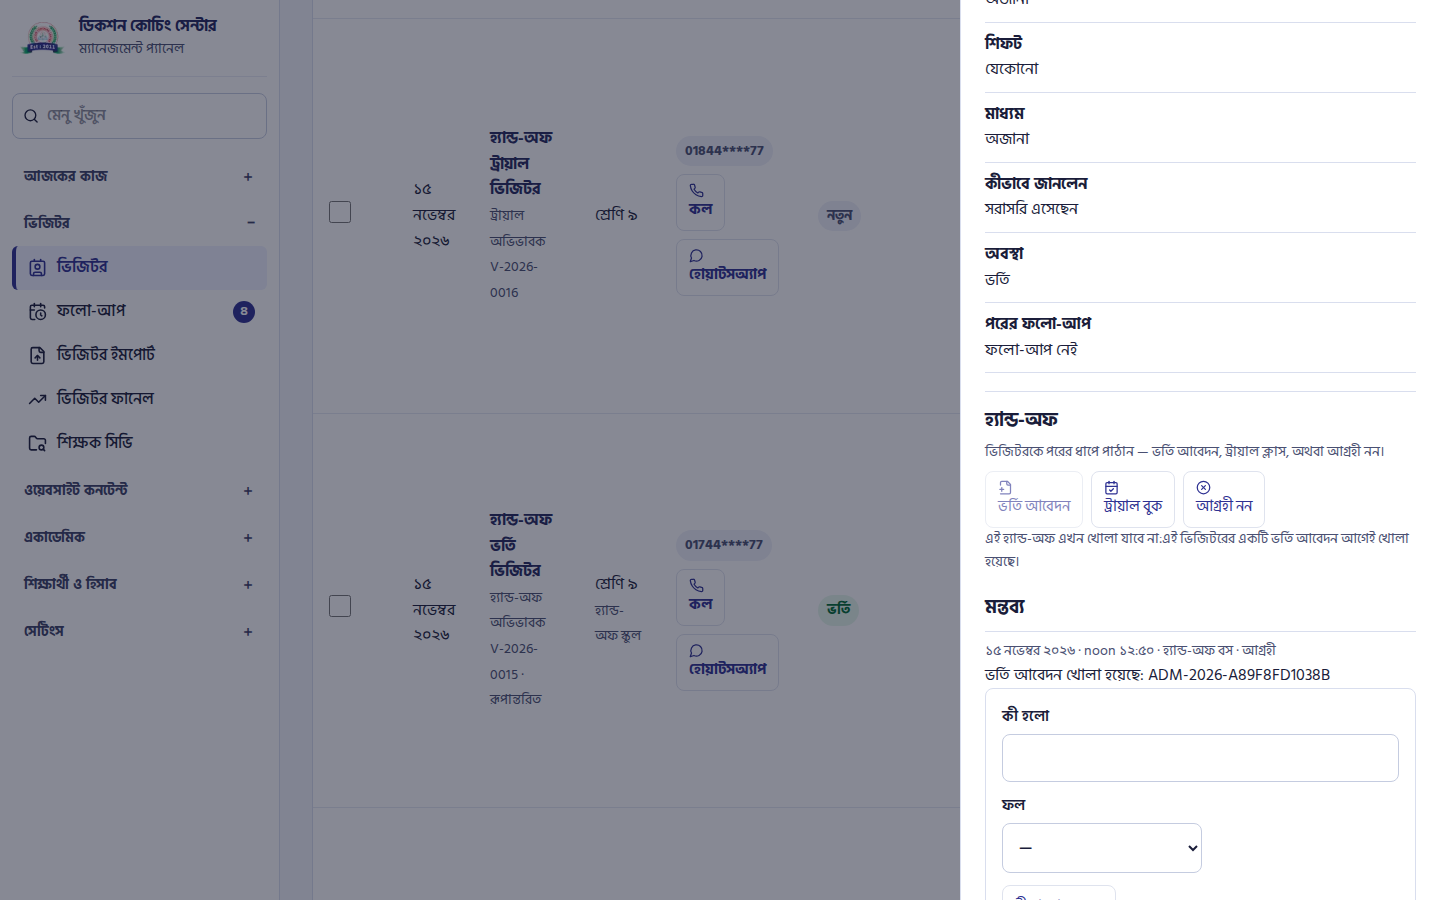 ডিকশন কোচিং সেন্টার
ম্যানেজমেন্ট প্যানেল
Est : 2011
মেনু খুঁজুন
আজকের কাজ +
ভিজিটর −
ভিজিটর
ফলো-আপ 8
ভিজিটর ইমপোর্ট
ভিজিটর ফানেল
শিক্ষক সিভি
ওয়েবসাইট কনটেন্ট +
একাডেমিক +
শিক্ষার্থী ও হিসাব +
সেটিংস +
১৫
নভেম্বর
২০২৬
হ্যান্ড-অফ
ট্রায়াল
ভিজিটর
ট্রায়াল
অভিভাবক
V-2026-
0016
শ্রেণি ৯
01844****77
কল
হোয়াটসঅ্যাপ
নতুন
১৫
নভেম্বর
২০২৬
হ্যান্ড-অফ
ভর্তি
ভিজিটর
হ্যান্ড-অফ
অভিভাবক
V-2026-
0015 ·
রূপান্তরিত
শ্রেণি ৯
হ্যান্ড-
অফ স্কুল
01744****77
কল
হোয়াটসঅ্যাপ
ভর্তি
অজানা
শিফট
যেকোনো
মাধ্যম
অজানা
কীভাবে জানলেন
সরাসরি এসেছেন
অবস্থা
ভর্তি
পরের ফলো-আপ
ফলো-আপ নেই
হ্যান্ড-অফ
ভিজিটরকে পরের ধাপে পাঠান — ভর্তি আবেদন, ট্রায়াল ক্লাস, অথবা আগ্রহী নন।
ভর্তি আবেদন
ট্রায়াল বুক
আগ্রহী নন
এই হ্যান্ড-অফ এখন খোলা যাবে না:এই ভিজিটরের একটি ভর্তি আবেদন আগেই খোলা
হয়েছে।
মন্তব্য
১৫ নভেম্বর ২০২৬ · noon ১২:৫০ · হ্যান্ড-অফ বস · আগ্রহী
ভর্তি আবেদন খোলা হয়েছে: ADM-2026-A89F8FD1038B
কী হলো
ফল
—